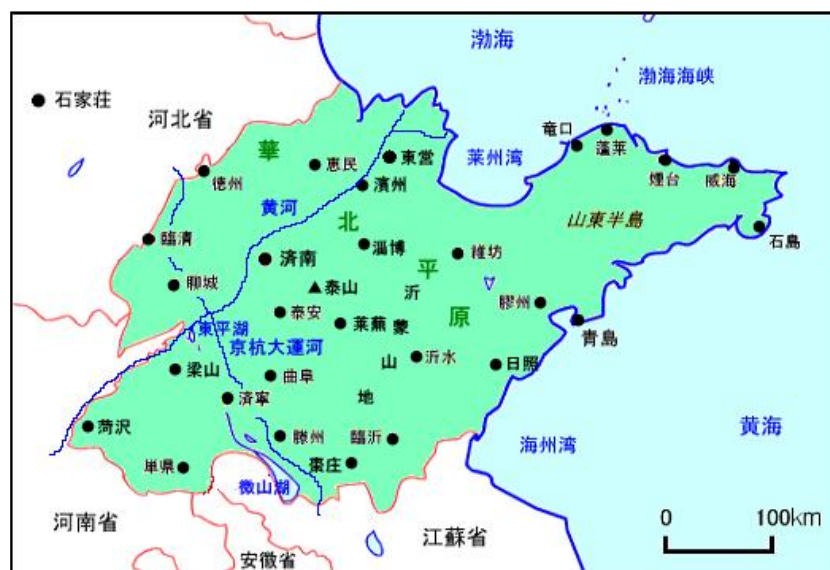 渤海
渤海海峡
石家荘
河北省
華
竜口
蓬莱
東営
恵民
莱州湾
徳州
濱州
煙台
威海
黄河
北
山東半島
石島
臨清
淄博
済南
平
濰坊
聊城
泰山
沂
膠州
泰安
莱蕪
蒙
原
東平湖
青島
京杭大運河
山
沂水
日照
梁山
曲阜
済寧
地
菏沢
黄海
滕州
臨沂
海州湾
単県
棗庄
微山湖
河南省
江蘇省
安徽省
0
100km